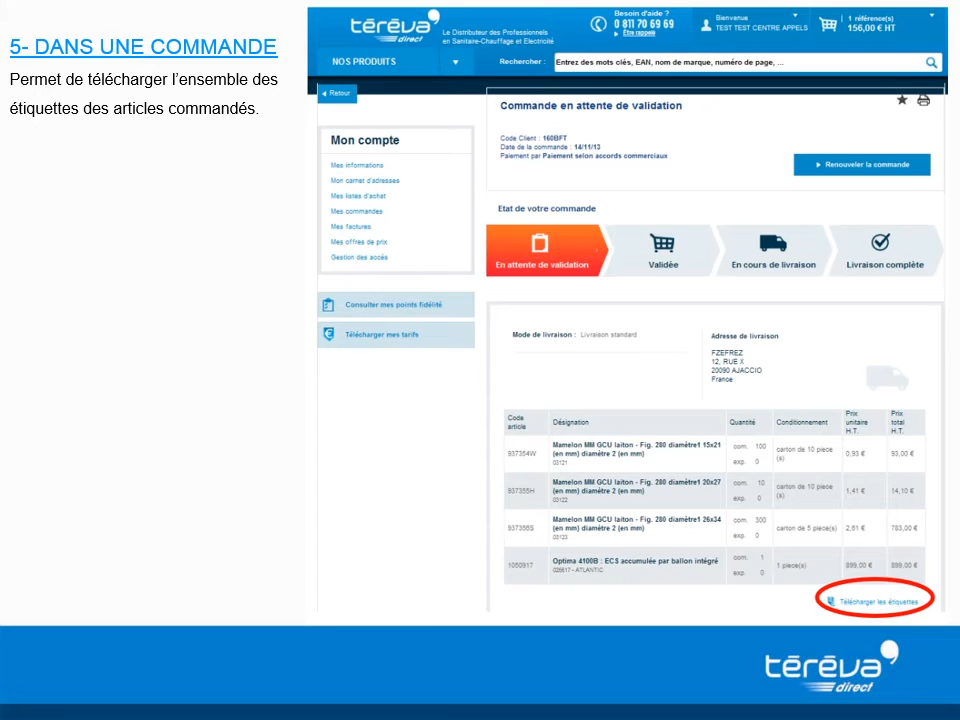 5- DANS UNE COMMANDE
Permet de télécharger l’ensemble des
étiquettes des articles commandés.
téréva direct
Le Distributeur des Professionnels
en Sanitaire-Chauffage et Electricité
Besoin d'aide ?
0 811 70 69 69
Être rappelé
Bienvenue
TEST TEST CENTRE APPELS
1 référence(s)
156,00 € HT
NOS PRODUITS
Rechercher :
Entrez des mots clés, EAN, nom de marque, numéro de page, ...
Retour
Mon compte
Mes informations
Mon carnet d'adresses
Mes listes d'achat
Mes commandes
Mes factures
Mes offres de prix
Gestion des accès
Consulter mes points fidélité
Télécharger mes tarifs
Commande en attente de validation
Code Client : 160BFT
Date de la commande : 14/11/13
Paiement par Paiement selon accords commerciaux
Renouveler la commande
Etat de votre commande
En attente de validation
Validée
En cours de livraison
Livraison complète
Mode de livraison : Livraison standard
Adresse de livraison
FZEFREZ
12, RUE X
20090 AJACCIO
France
Code article Désignation Quantité Conditionnement Prix unitaire H.T. Prix total H.T.
937354W Mamelon MM GCU laiton - Fig. 280 diamètre1 15x21 (en mm) diamètre 2 (en mm) 03121 com. 100 exp. 0 carton de 10 piece(s) 0,93 € 93,00 €
937355H Mamelon MM GCU laiton - Fig. 280 diamètre1 20x27 (en mm) diamètre 2 (en mm) 03122 com. 10 exp. 0 carton de 10 piece(s) 1,41 € 14,10 €
937356S Mamelon MM GCU laiton - Fig. 280 diamètre1 26x34 (en mm) diamètre 2 (en mm) 03123 com. 300 exp. 0 carton de 5 piece(s) 2,61 € 783,00 €
1050917 Optima 4100B : ECS accumulée par ballon intégré 026517 - ATLANTIC com. 1 exp. 0 1 piece(s) 899,00 € 899,00 €
Télécharger les étiquettes
téréva direct